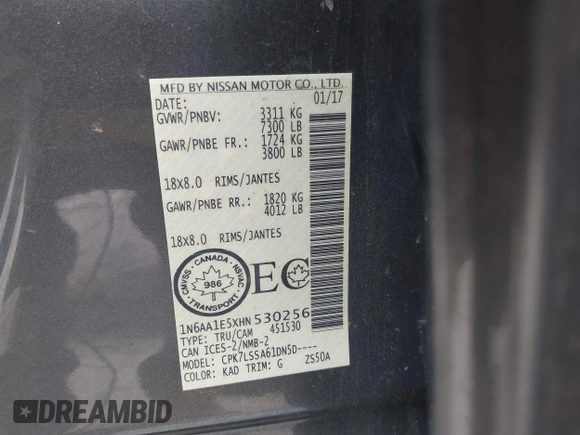 MFD BY NISSAN MOTOR CO., LTD.
DATE: 01/17
GVWR/PNBV: 3311 KG
7300 LB
GAWR/PNBE FR.: 1724 KG
3800 LB
18x8.0 RIMS/JANTES
GAWR/PNBE RR.: 1820 KG
4012 LB
18x8.0 RIMS/JANTES
CMVSS - CANADA - NSVAC
986
TRANSPORT
EC
1N6AA1E5XHN 530256
TYPE: TRU/CAM 451530
CAN ICES-2/NMB-2
MODEL: CPK7LSSA61DN5D----
COLOR: KAD TRIM: G ZS50A
DREAMBID